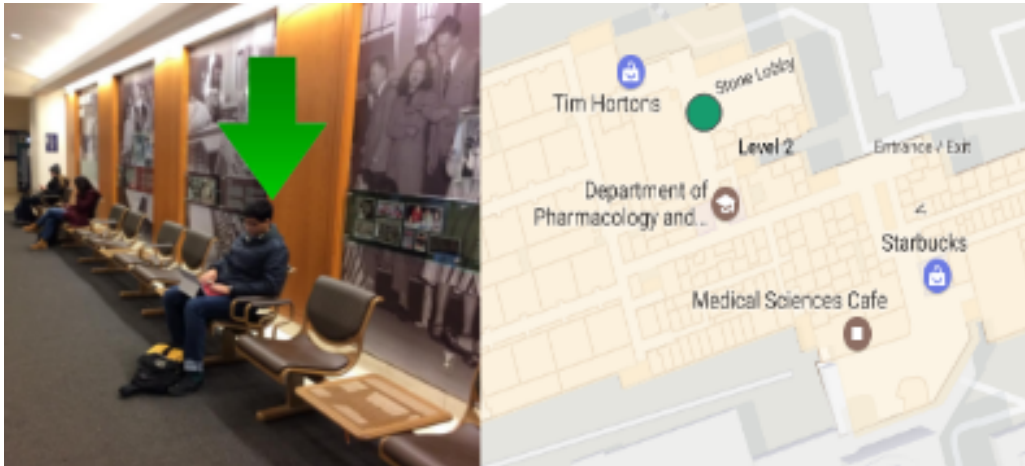 Tim Hortons
Stone Lobby
Level 2
Entrance / Exit
Department of
Pharmacology and...
Starbucks
Medical Sciences Cafe